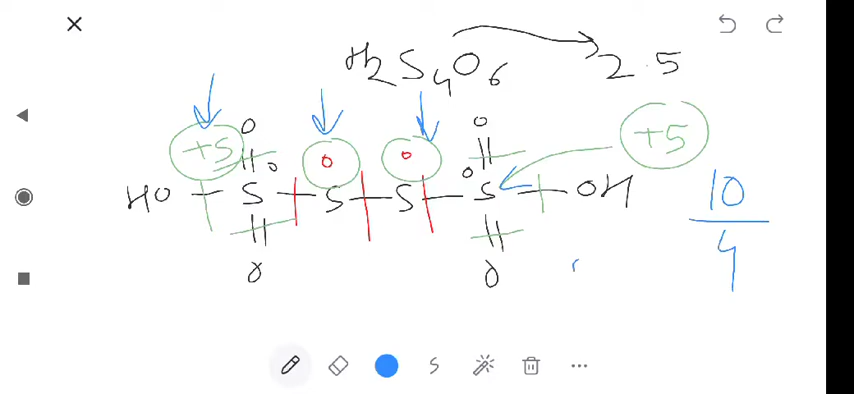 H2S4O6 → 2.5
+5 0 0 +5
O O
HO - S - S - S - S - OH
O O
10
4